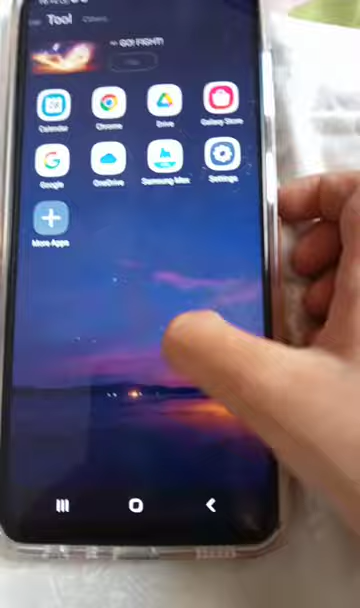 Tool Others
GO! FIGHT!
Calendar Chrome Drive Galaxy Store
Google OneDrive Samsung Max Settings
More Apps